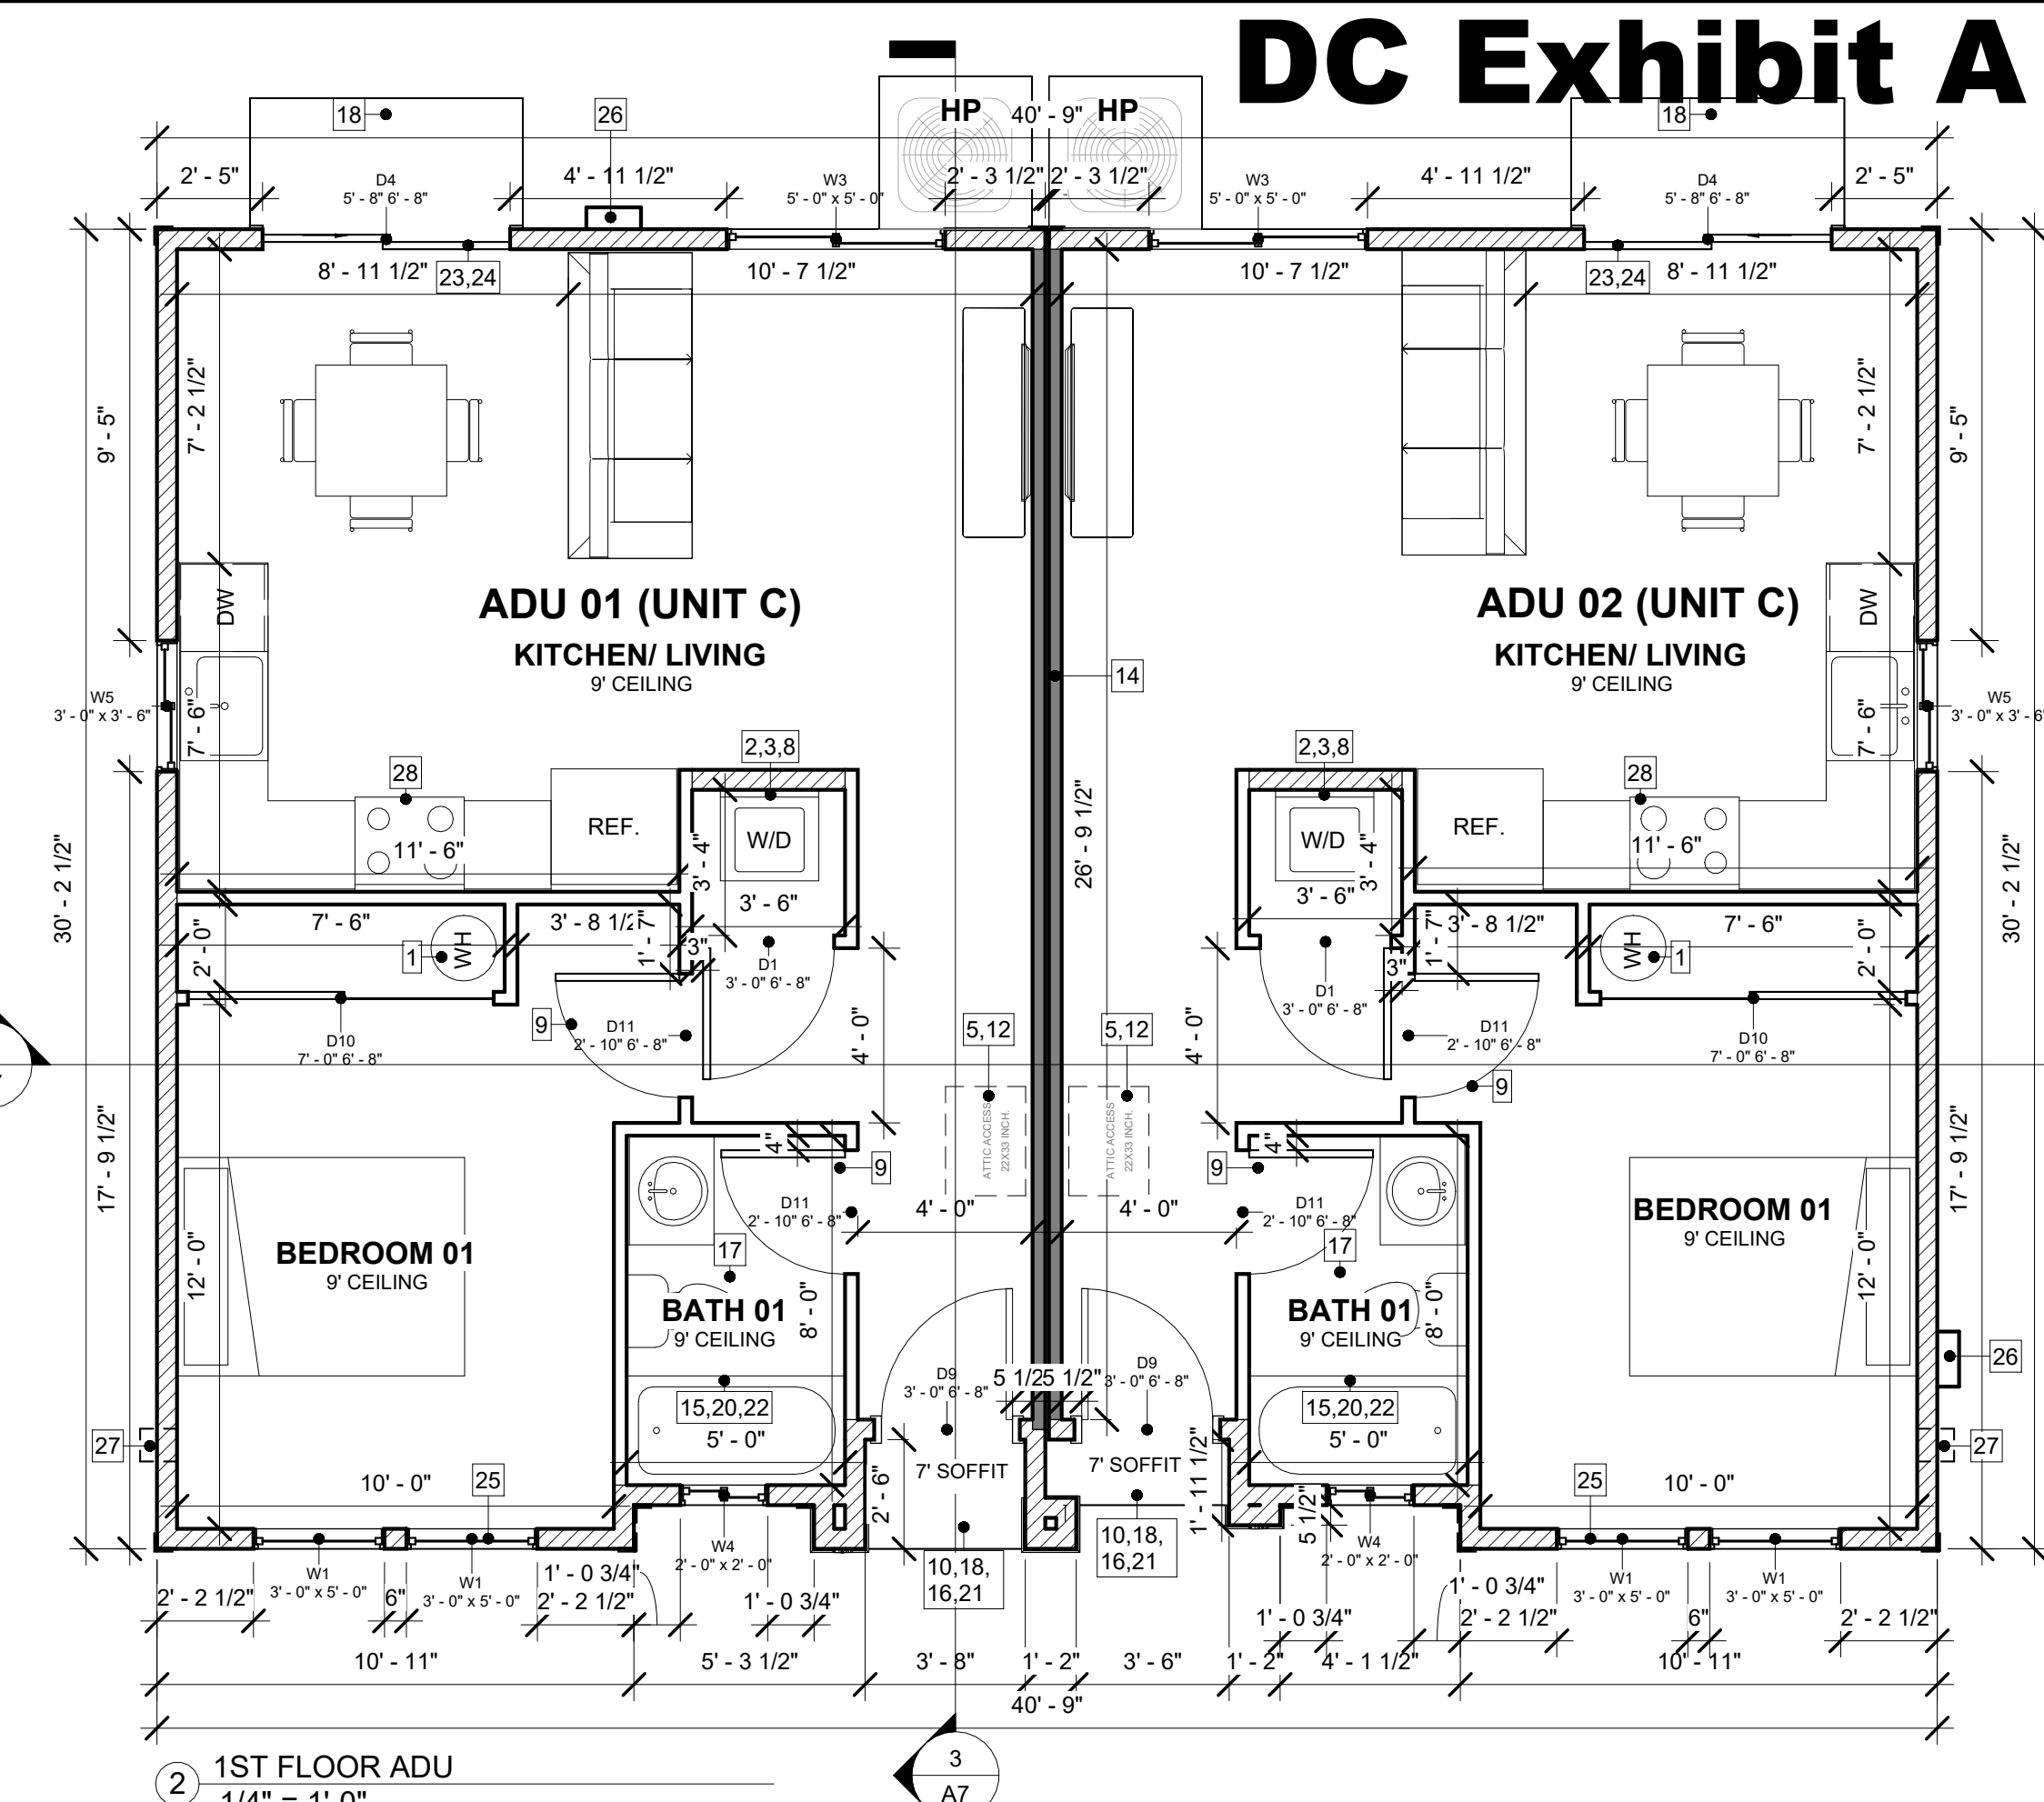 DC Exhibit A
HP
40' - 9"
HP
18
26
18
2' - 5"
D4
5' - 8" 6' - 8"
4' - 11 1/2"
W3
5' - 0" x 5' - 0"
2' - 3 1/2"
2' - 3 1/2"
W3
5' - 0" x 5' - 0"
4' - 11 1/2"
D4
5' - 8" 6' - 8"
2' - 5"
8' - 11 1/2"
23,24
10' - 7 1/2"
10' - 7 1/2"
23,24
8' - 11 1/2"
9' - 5"
7' - 2 1/2"
7' - 2 1/2"
9' - 5"
DW
ADU 01 (UNIT C)
KITCHEN/ LIVING
9' CEILING
14
ADU 02 (UNIT C)
KITCHEN/ LIVING
9' CEILING
DW
W5
3' - 0" x 3' - 6"
7' - 6"
7' - 6"
W5
3' - 0" x 3' - 6"
2,3,8
2,3,8
28
28
30' - 2 1/2"
11' - 6"
REF.
3' - 4"
W/D
3' - 6"
26' - 9 1/2"
W/D
3' - 4"
3' - 6"
REF.
11' - 6"
30' - 2 1/2"
2' - 0"
7' - 6"
1
WH
3' - 8 1/2"
1' - 7"
3"
D1
3' - 0" 6' - 8"
D1
3' - 0" 6' - 8"
3"
1' - 7"
3' - 8 1/2"
WH
1
7' - 6"
2' - 0"
9
D11
2' - 10" 6' - 8"
4' - 0"
5,12
5,12
4' - 0"
D11
2' - 10" 6' - 8"
9
D10
7' - 0" 6' - 8"
D10
7' - 0" 6' - 8"
17' - 9 1/2"
ATTIC ACCESS
22X33 INCH.
ATTIC ACCESS
22X33 INCH.
17' - 9 1/2"
4"
9
D11
2' - 10" 6' - 8"
4' - 0"
4' - 0"
4"
9
D11
2' - 10" 6' - 8"
12' - 0"
BEDROOM 01
9' CEILING
17
BATH 01
9' CEILING
8' - 0"
17
BATH 01
9' CEILING
8' - 0"
BEDROOM 01
9' CEILING
12' - 0"
26
D9
3' - 0" 6' - 8"
5 1/2"
5 1/2"
D9
3' - 0" 6' - 8"
15,20,22
5' - 0"
15,20,22
5' - 0"
27
27
10' - 0"
25
2' - 6"
7' SOFFIT
7' SOFFIT
1' - 11 1/2"
5 1/2"
25
10' - 0"
10,18,
16,21
10,18,
16,21
W1
3' - 0" x 5' - 0"
W1
3' - 0" x 5' - 0"
W4
2' - 0" x 2' - 0"
W4
2' - 0" x 2' - 0"
W1
3' - 0" x 5' - 0"
W1
3' - 0" x 5' - 0"
2' - 2 1/2"
6"
2' - 2 1/2"
1' - 0 3/4"
1' - 0 3/4"
1' - 0 3/4"
1' - 0 3/4"
2' - 2 1/2"
6"
2' - 2 1/2"
10' - 11"
5' - 3 1/2"
3' - 8"
1' - 2"
3' - 6"
1' - 2"
4' - 1 1/2"
10' - 11"
40' - 9"
2
1ST FLOOR ADU
1/4" = 1' 0"
3
A7